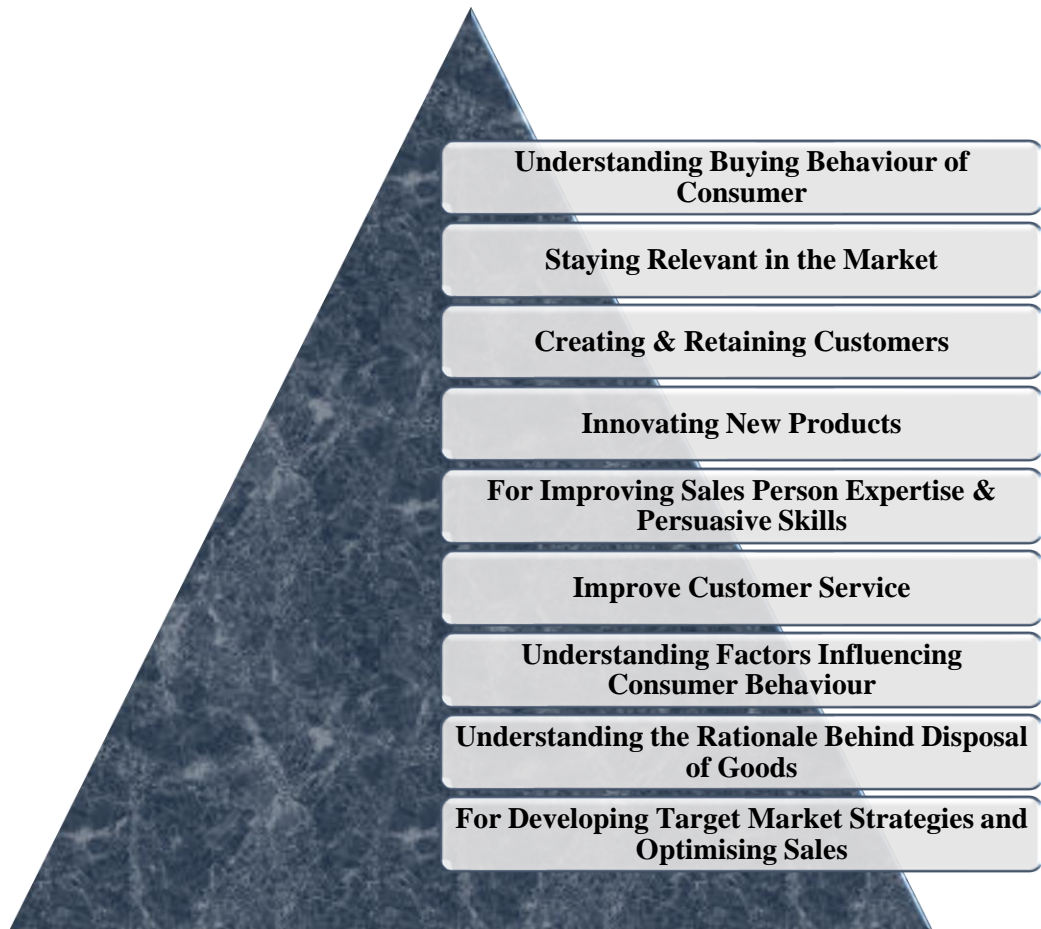 Understanding Buying Behaviour of
Consumer
Staying Relevant in the Market
Creating & Retaining Customers
Innovating New Products
For Improving Sales Person Expertise &
Persuasive Skills
Improve Customer Service
Understanding Factors Influencing
Consumer Behaviour
Understanding the Rationale Behind Disposal
of Goods
For Developing Target Market Strategies and
Optimising Sales